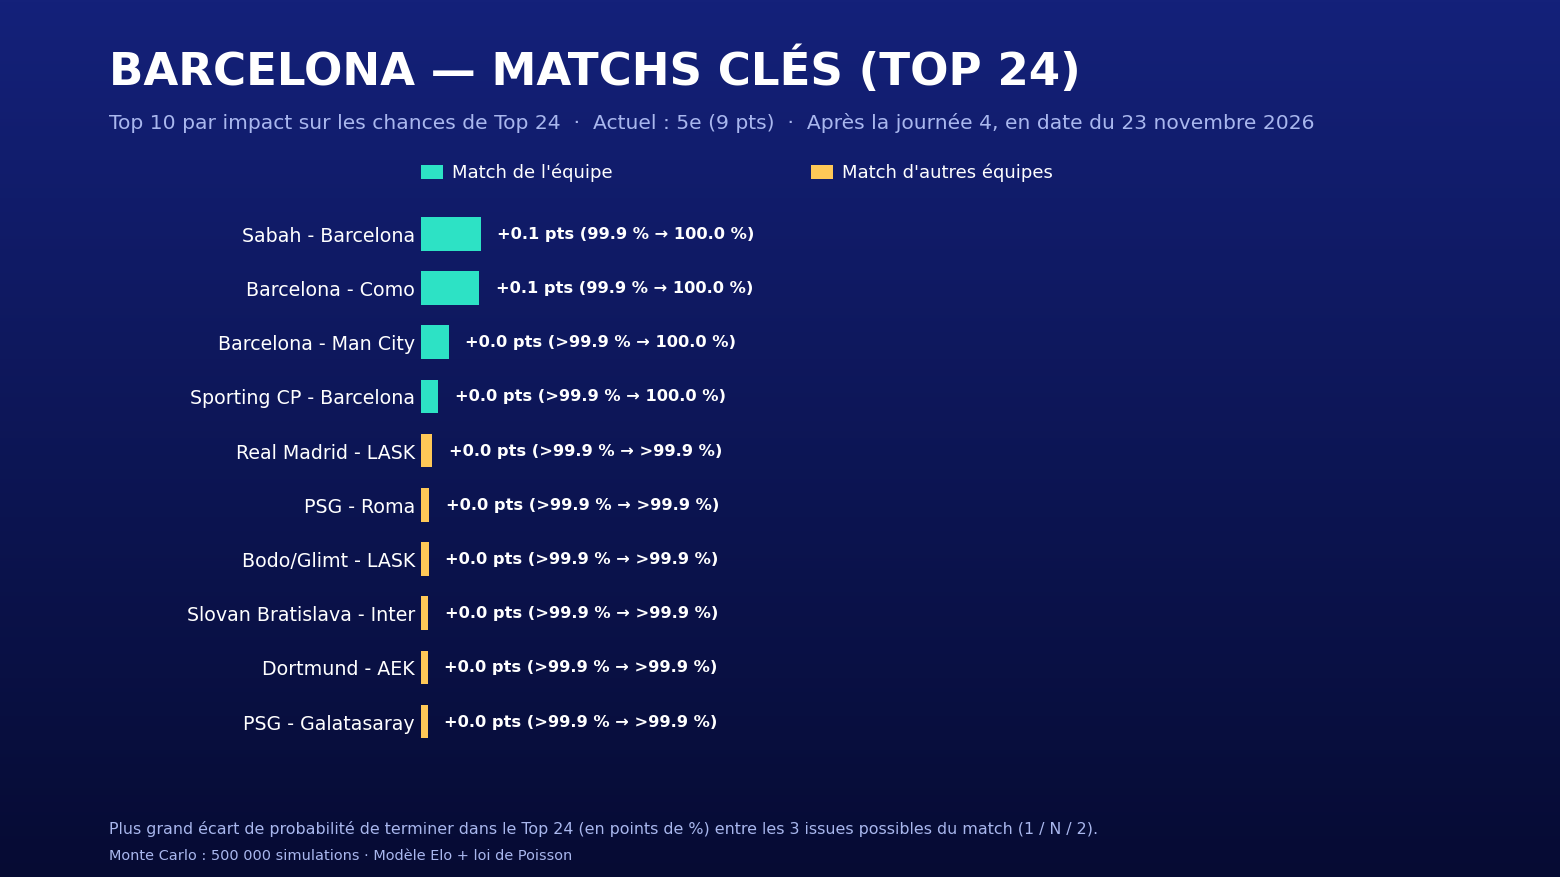 BARCELONA — MATCHS CLÉS (TOP 24)
Top 10 par impact sur les chances de Top 24 · Actuel : 5e (9 pts) · Après la journée 4, en date du 23 novembre 2026
Match de l'équipe
Match d'autres équipes
Sabah - Barcelona +0.1 pts (99.9 % → 100.0 %)
Barcelona - Como +0.1 pts (99.9 % → 100.0 %)
Barcelona - Man City +0.0 pts (>99.9 % → 100.0 %)
Sporting CP - Barcelona +0.0 pts (>99.9 % → 100.0 %)
Real Madrid - LASK +0.0 pts (>99.9 % → >99.9 %)
PSG - Roma +0.0 pts (>99.9 % → >99.9 %)
Bodo/Glimt - LASK +0.0 pts (>99.9 % → >99.9 %)
Slovan Bratislava - Inter +0.0 pts (>99.9 % → >99.9 %)
Dortmund - AEK +0.0 pts (>99.9 % → >99.9 %)
PSG - Galatasaray +0.0 pts (>99.9 % → >99.9 %)
Plus grand écart de probabilité de terminer dans le Top 24 (en points de %) entre les 3 issues possibles du match (1 / N / 2).
Monte Carlo : 500 000 simulations · Modèle Elo + loi de Poisson